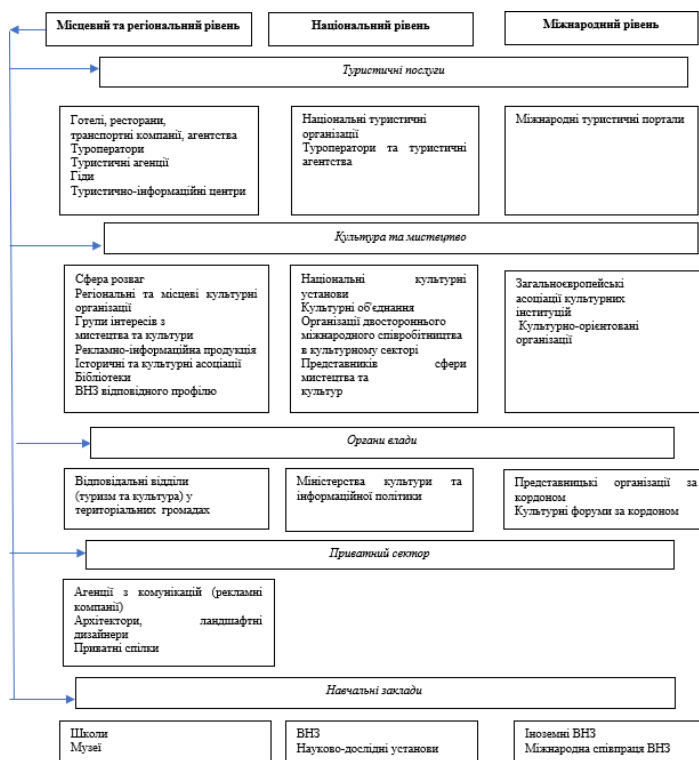 Місцевий та регіональний рівень
Національний рівень
Міжнародний рівень
Туристичні послуги
Готелі, ресторани,
транспортні компанії, агентства
Туроператори
Туристичні агенції
Гіди
Туристично-інформаційні центри
Національні туристичні
організації
Туроператори та туристичні
агентства
Міжнародні туристичні портали
Культура та мистецтво
Сфера розваг
Регіональні та місцеві культурні
організації
Групи інтересів з
мистецтва та культури
Рекламно-інформаційна продукція
Історичні та культурні асоціації
Бібліотеки
ВНЗ відповідного профілю
Національні культурні
установи
Культурні об'єднання
Організації двостороннього
міжнародного співробітництва
в культурному секторі
Представників сфери
мистецтва та
культур
Загальноєвропейські
асоціації культурних
інституцій
Культурно-орієнтовані
організації
Органи влади
Відповідальні відділи
(туризм та культура) у
територіальних громадах
Міністерства культури та
інформаційної політики
Представницькі організації за
кордоном
Культурні форуми за кордоном
Приватний сектор
Агенції з комунікацій (рекламні
компанії)
Архітектори, ландшафтні
дизайнери
Приватні спілки
Навчальні заклади
Школи
Музеї
ВНЗ
Науково-дослідні установи
Іноземні ВНЗ
Міжнародна співпраця ВНЗ